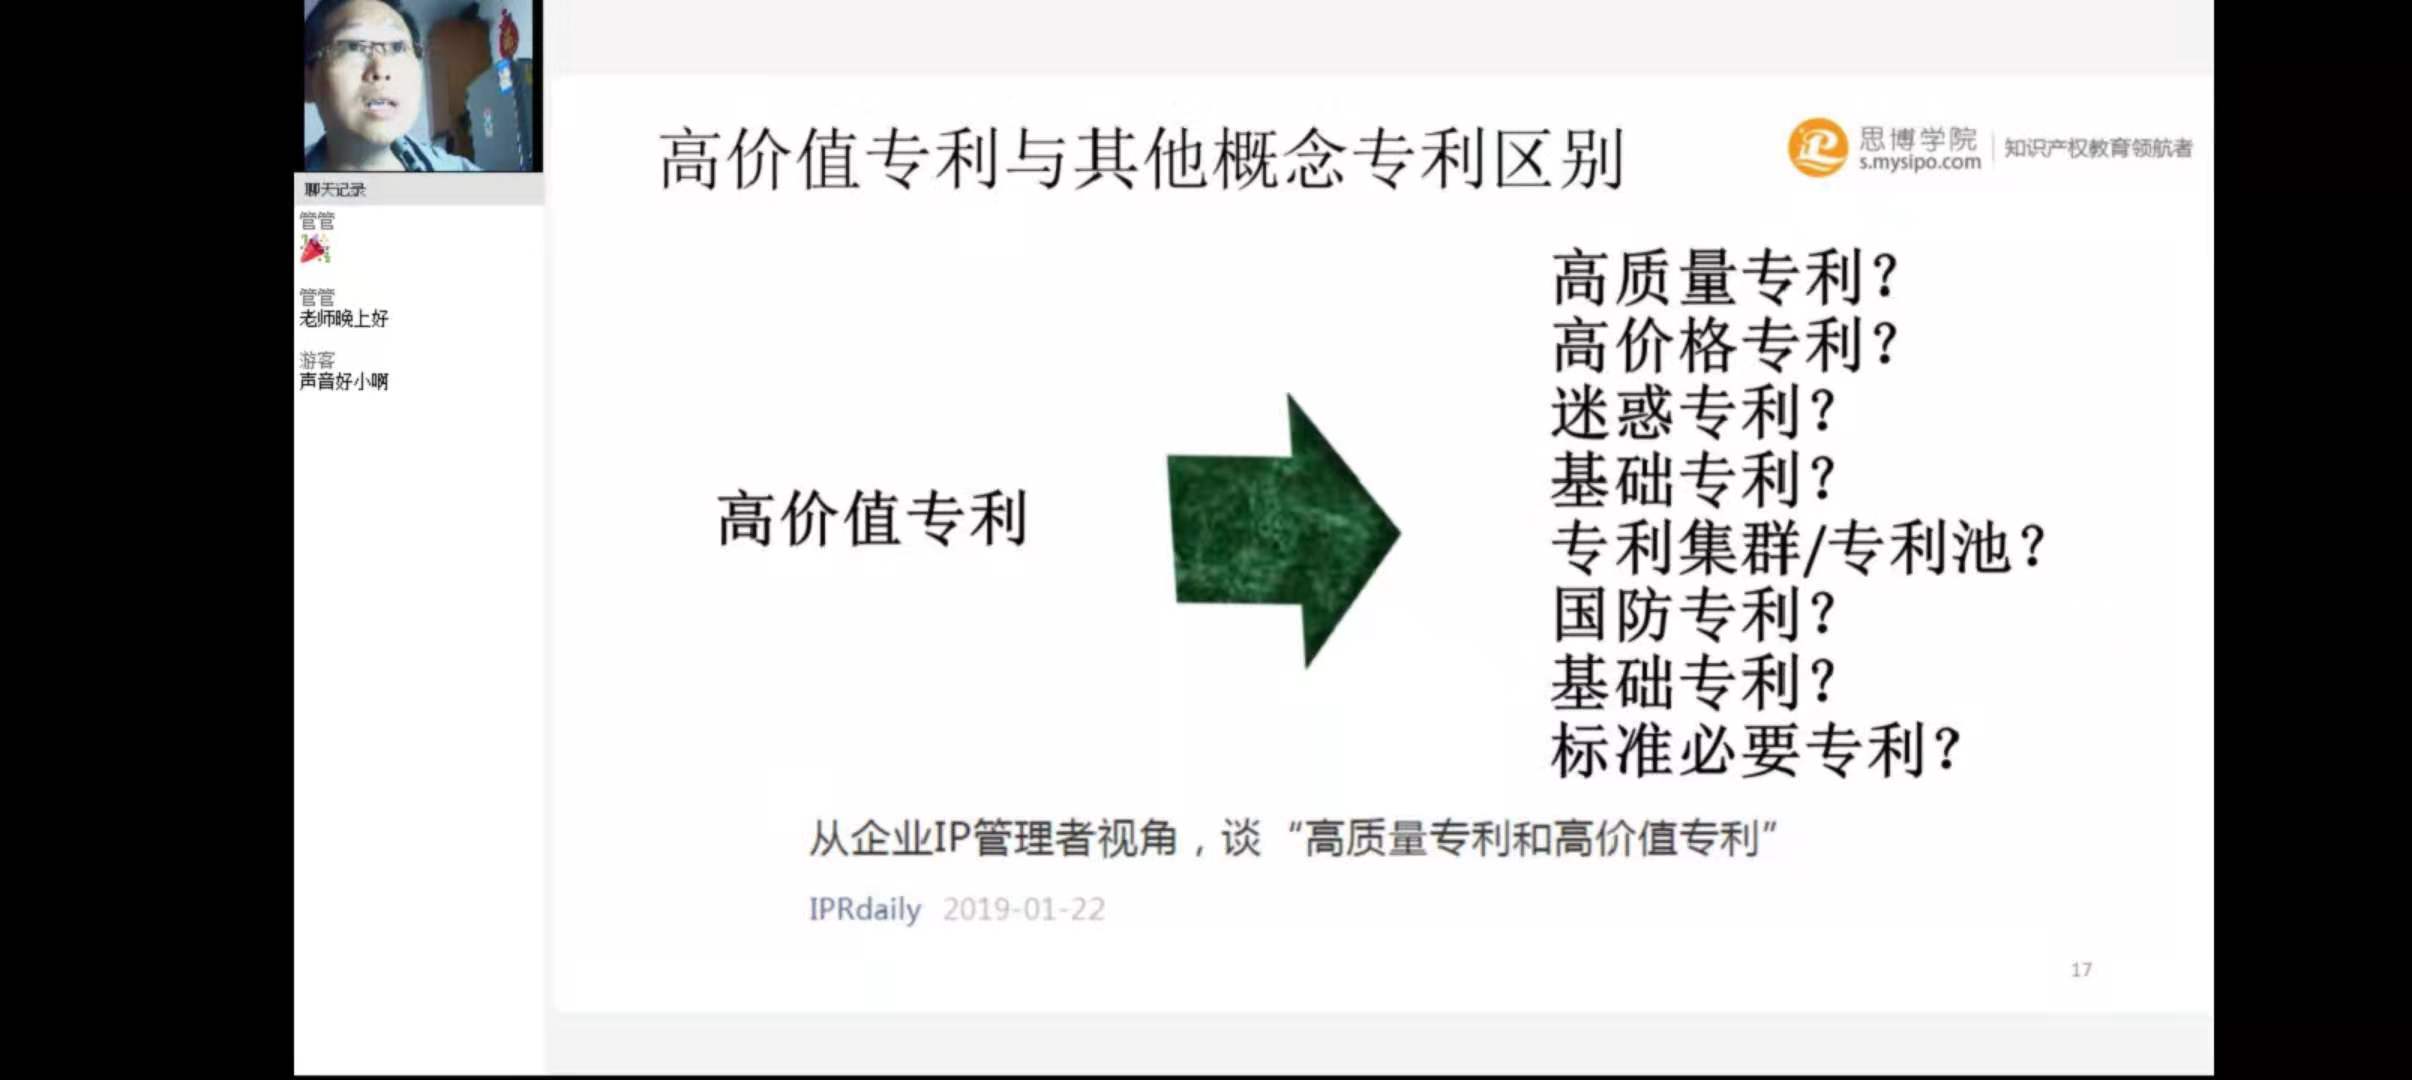 聊天记录
管管
管管
老师晚上好
游客
声音好小啊
高价值专利与其他概念专利区别
思博学院
s.mysipo.com
知识产权教育领航者
高价值专利
高质量专利？
高价格专利？
迷惑专利？
基础专利？
专利集群/专利池？
国防专利？
基础专利？
标准必要专利？
从企业IP管理者视角，谈“高质量专利和高价值专利”
IPRdaily 2019-01-22
17